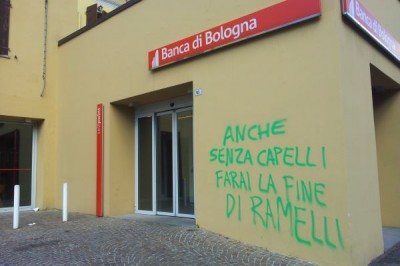 Banca di Bologna
ANCHE
SENZA CAPELLI
FARAI LA FINE
DI RAMELLI